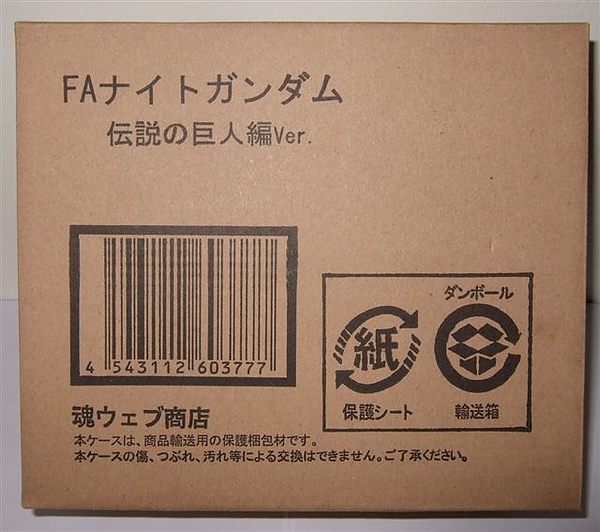 FAナイトガンダム
伝説の巨人編Ver.
4 543112 603777
ダンボール
紙
保護シート
輸送箱
魂ウェブ商店
本ケースは、商品輸送用の保護梱包材です。
本ケースの傷、つぶれ、汚れ等による交換はできません。ご了承ください。